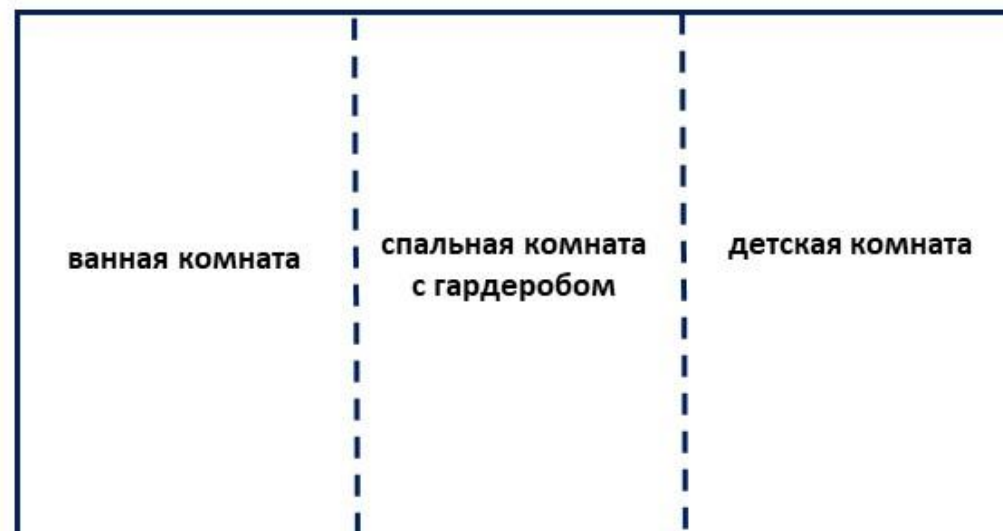 ванная комната
спальная комната
с гардеробом
детская комната